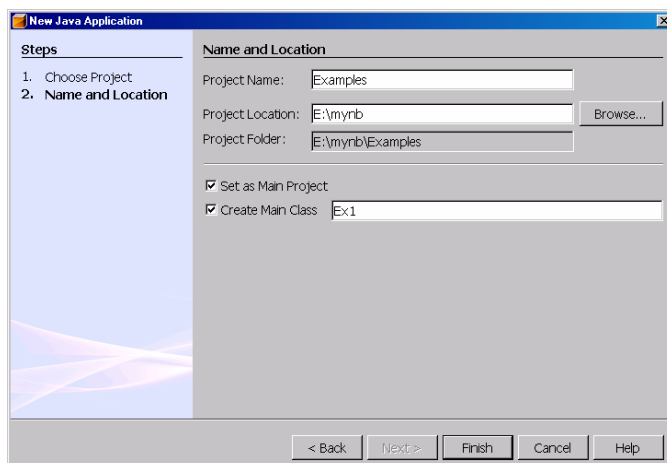 New Java Application
Steps
1. Choose Project
2. Name and Location
Name and Location
Project Name: Examples
Project Location: E:\mynb Browse...
Project Folder: E:\mynb\Examples
Set as Main Project
Create Main Class Ex1
< Back Next > Finish Cancel Help